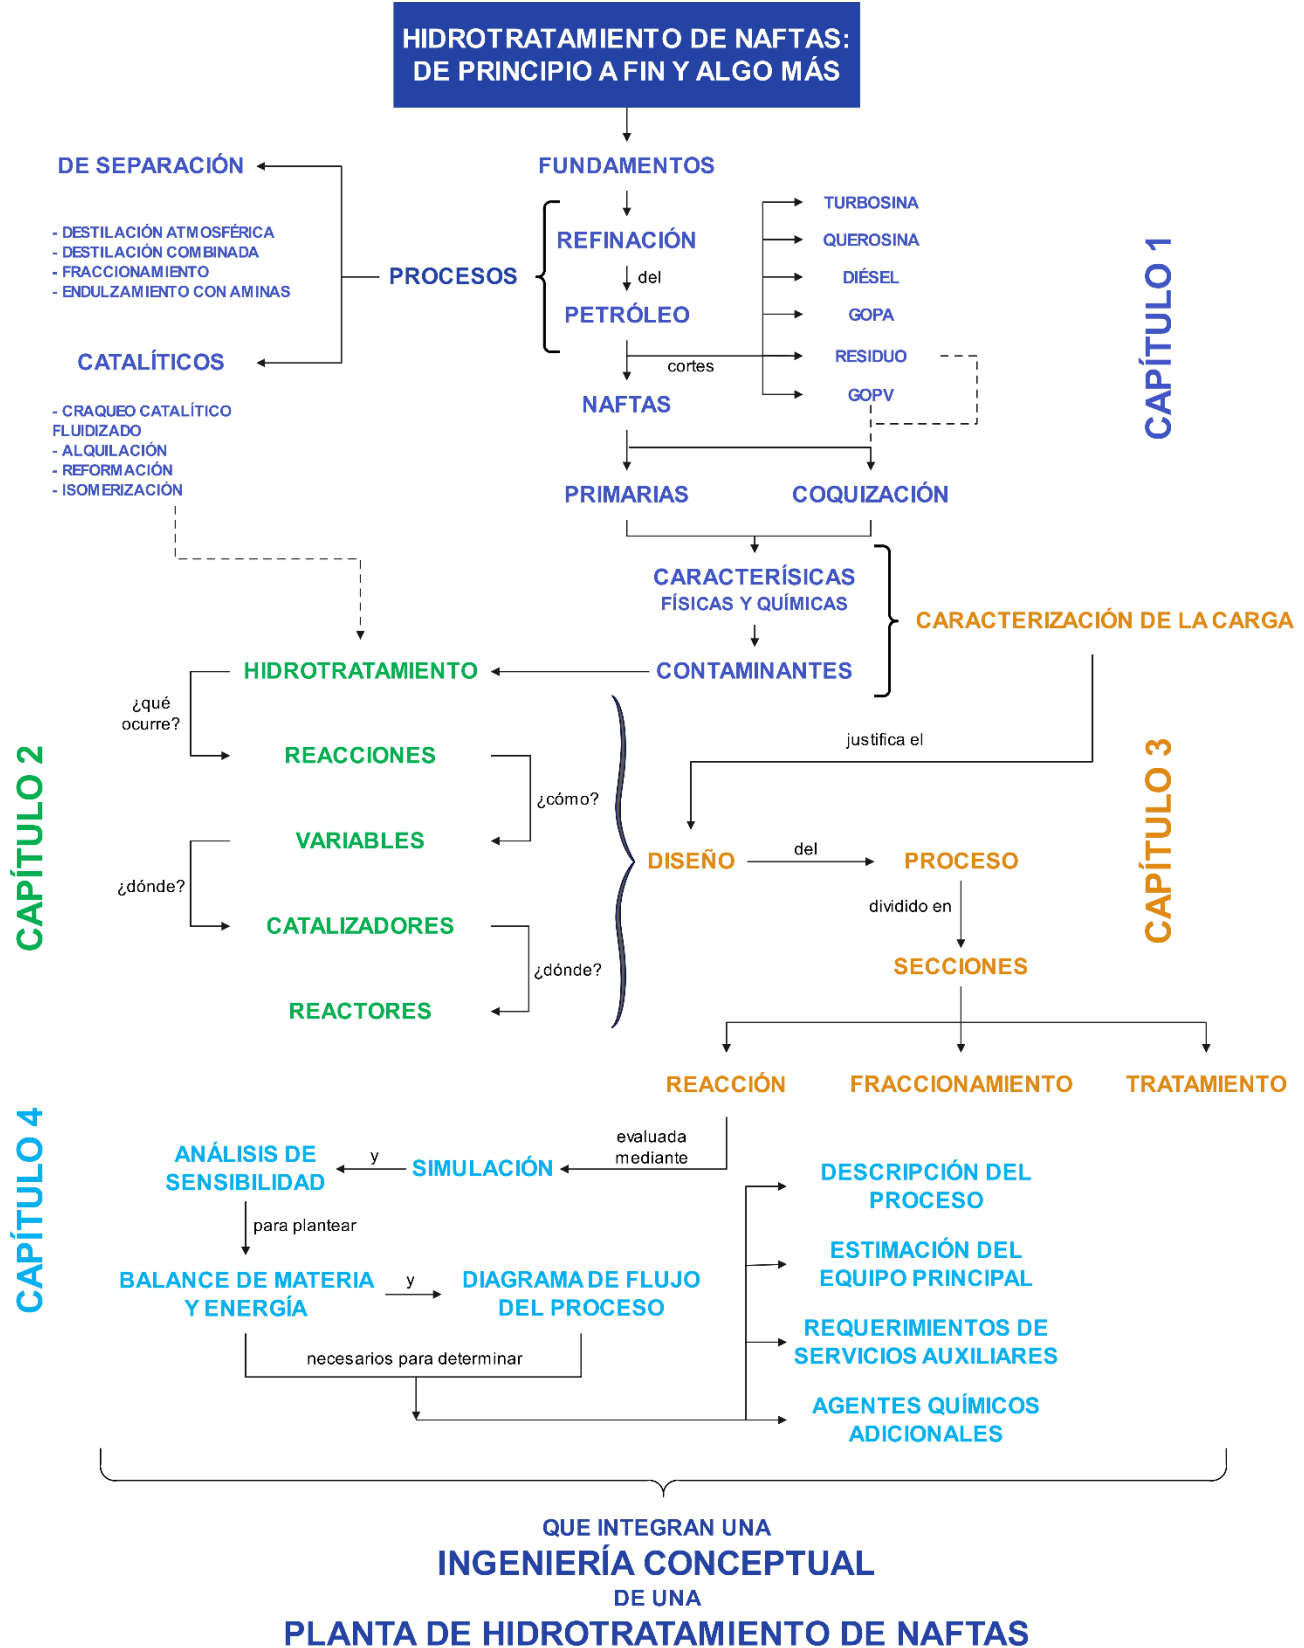 HIDROTRATAMIENTO DE NAFTAS:
DE PRINCIPIO A FIN Y ALGO MÁS
FUNDAMENTOS
DE SEPARACIÓN
- DESTILACIÓN ATMOSFÉRICA
- DESTILACIÓN COMBINADA
- FRACCIONAMIENTO
- ENDULZAMIENTO CON AMINAS
PROCESOS
CATALÍTICOS
- CRAQUEO CATALÍTICO
FLUIDIZADO
- ALQUILACIÓN
- REFORMACIÓN
- ISOMERIZACIÓN
REFINACIÓN
del
PETRÓLEO
cortes
TURBOSINA
QUEROSINA
DIÉSEL
GOPA
RESIDUO
GOPV
NAFTAS
PRIMARIAS
COQUIZACIÓN
CARACTERÍSICAS
FÍSICAS Y QUÍMICAS
CONTAMINANTES
CAPÍTULO 1
CARACTERIZACIÓN DE LA CARGA
justifica el
HIDROTRATAMIENTO
¿qué
ocurre?
REACCIONES
¿cómo?
VARIABLES
¿dónde?
CATALIZADORES
¿dónde?
REACTORES
CAPÍTULO 2
DISEÑO
del
PROCESO
dividido en
SECCIONES
REACCIÓN
FRACCIONAMIENTO
TRATAMIENTO
CAPÍTULO 3
evaluada
mediante
SIMULACIÓN
y
ANÁLISIS DE
SENSIBILIDAD
para plantear
BALANCE DE MATERIA
Y ENERGÍA
y
DIAGRAMA DE FLUJO
DEL PROCESO
necesarios para determinar
DESCRIPCIÓN DEL
PROCESO
ESTIMACIÓN DEL
EQUIPO PRINCIPAL
REQUERIMIENTOS DE
SERVICIOS AUXILIARES
AGENTES QUÍMICOS
ADICIONALES
CAPÍTULO 4
QUE INTEGRAN UNA
INGENIERÍA CONCEPTUAL
DE UNA
PLANTA DE HIDROTRATAMIENTO DE NAFTAS